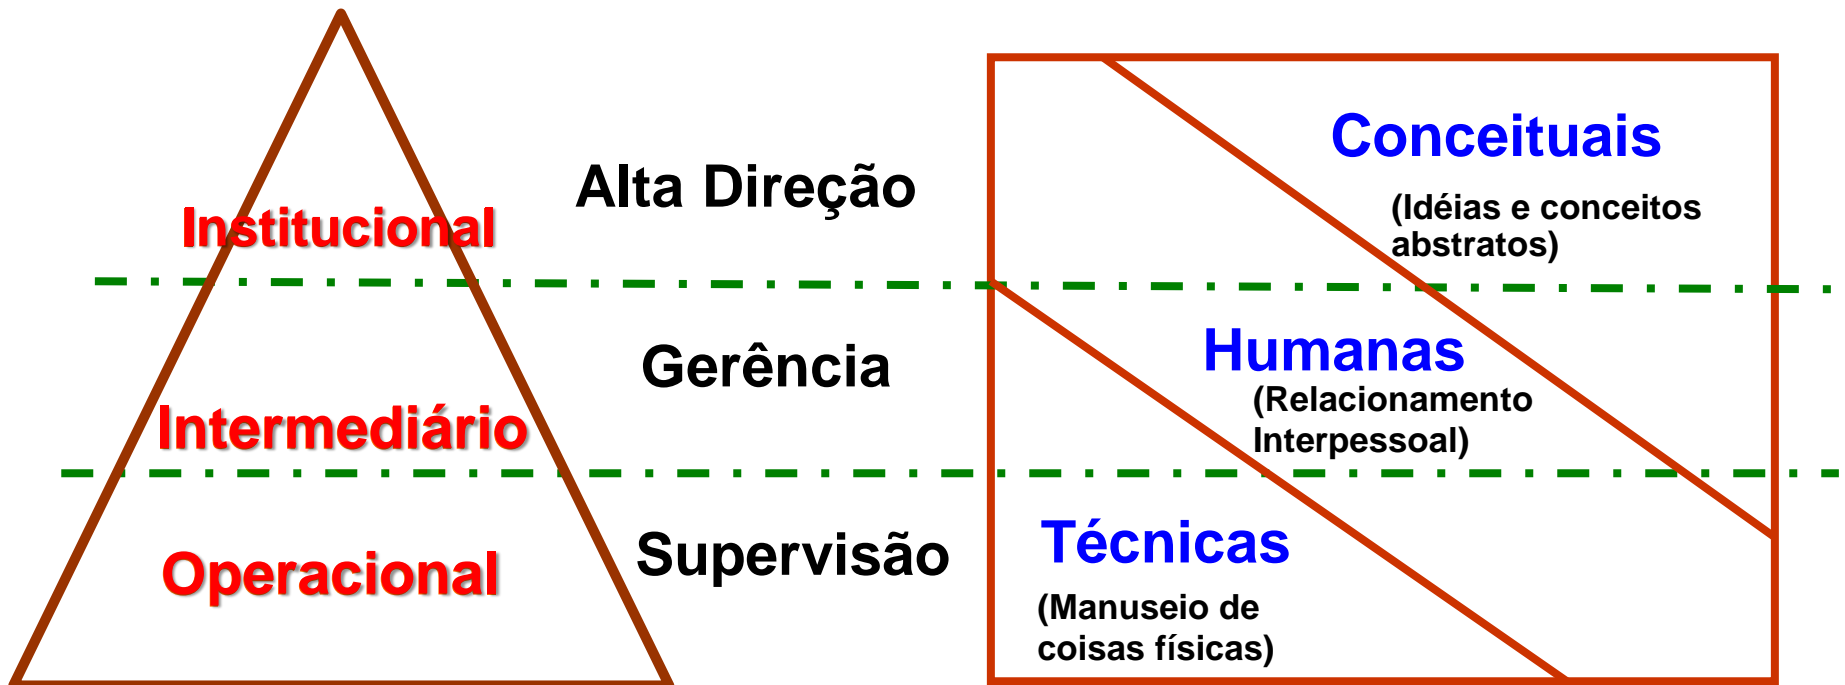 Institucional
Alta Direção
Conceituais
(Idéias e conceitos
abstratos)
Intermediário
Gerência
Humanas
(Relacionamento
Interpessoal)
Operacional
Supervisão
Técnicas
(Manuseio de
coisas físicas)